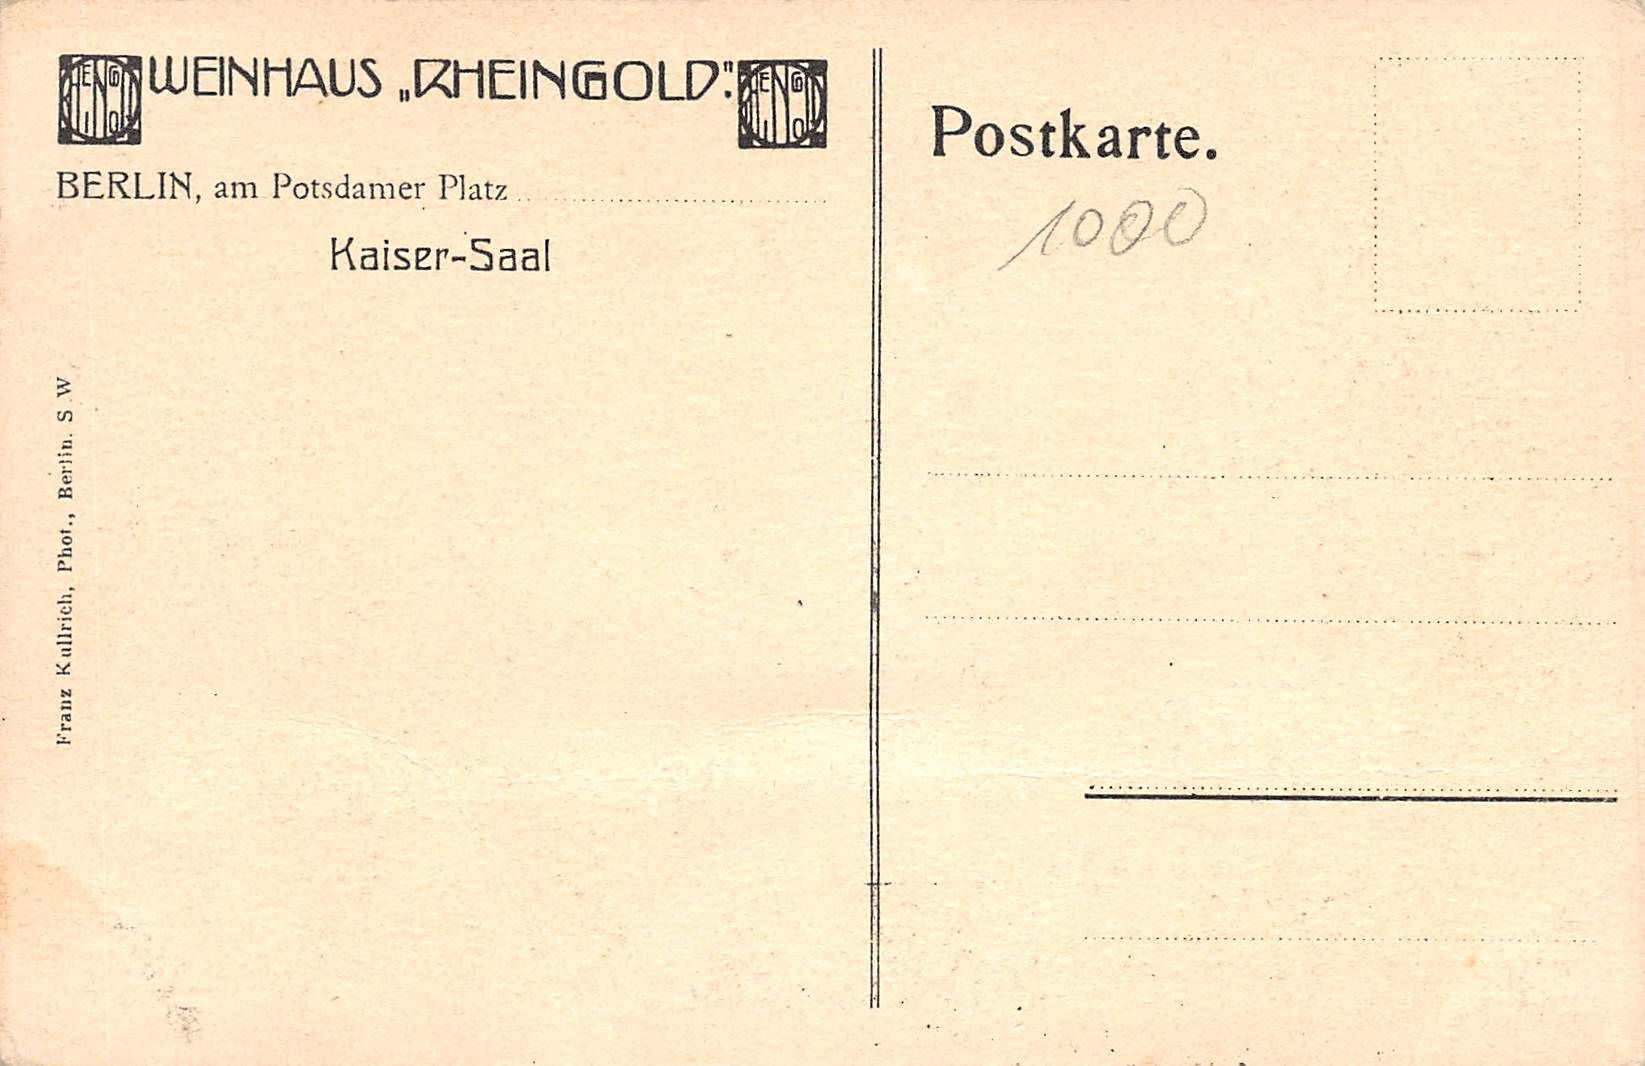 WEINHAUS „RHEINGOLD“.
BERLIN, am Potsdamer Platz
Kaiser-Saal
Franz Kullrich, Phot., Berlin. S W
Postkarte.
1000